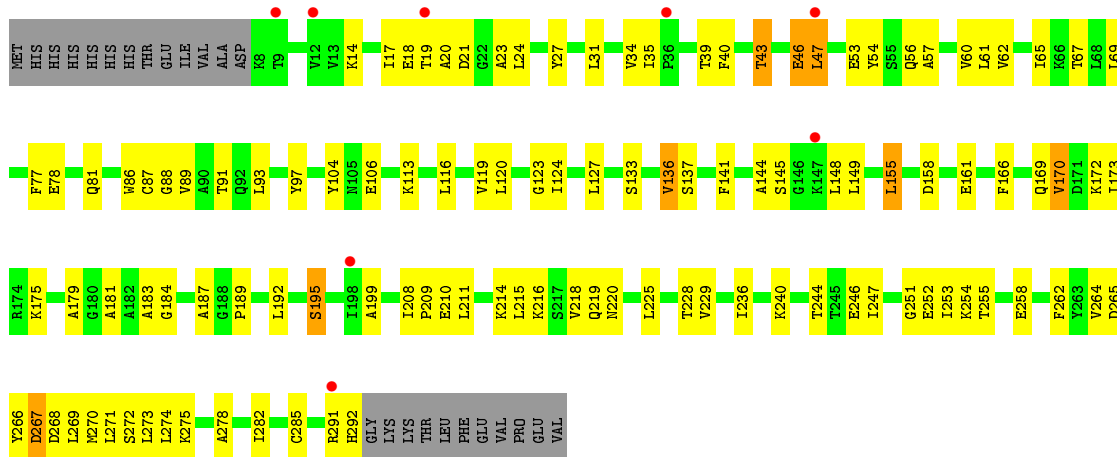 MET HIS HIS HIS HIS HIS HIS THR GLU ILE VAL ALA ASP K8 T9 V12 V13 K14 I17 E18 T19 A20 D21 G22 A23 L24 Y27 L31 V34 I35 P36 T39 F40 T43 E46 L47 E53 Y54 S55 Q56 A57 V60 L61 V62 I65 K66 T67 L68 L69
F77 E78 Q81 W86 C87 G88 V89 A90 T91 Q92 L93 Y97 Y104 N105 E106 K113 L116 V119 L120 G123 I124 L127 S133 V136 S137 F141 A144 S145 G146 K147 L148 L149 L155 D158 E161 F166 Q169 V170 D171 K172 I173
R174 K175 A179 G180 A181 A182 A183 G184 A187 G188 P189 L192 S195 I198 A199 I208 P209 E210 L211 K214 L215 K216 S217 V218 Q219 N220 L225 T228 V229 I236 K240 T244 T245 E246 I247 G251 E252 I253 K254 T255 E258 F262 Y263 V264 D265
Y266 D267 D268 L269 M270 L271 S272 L273 L274 K275 A278 I282 C285 R291 H292 GLY LYS LYS THR LEU PHE GLU VAL PRO GLU VAL